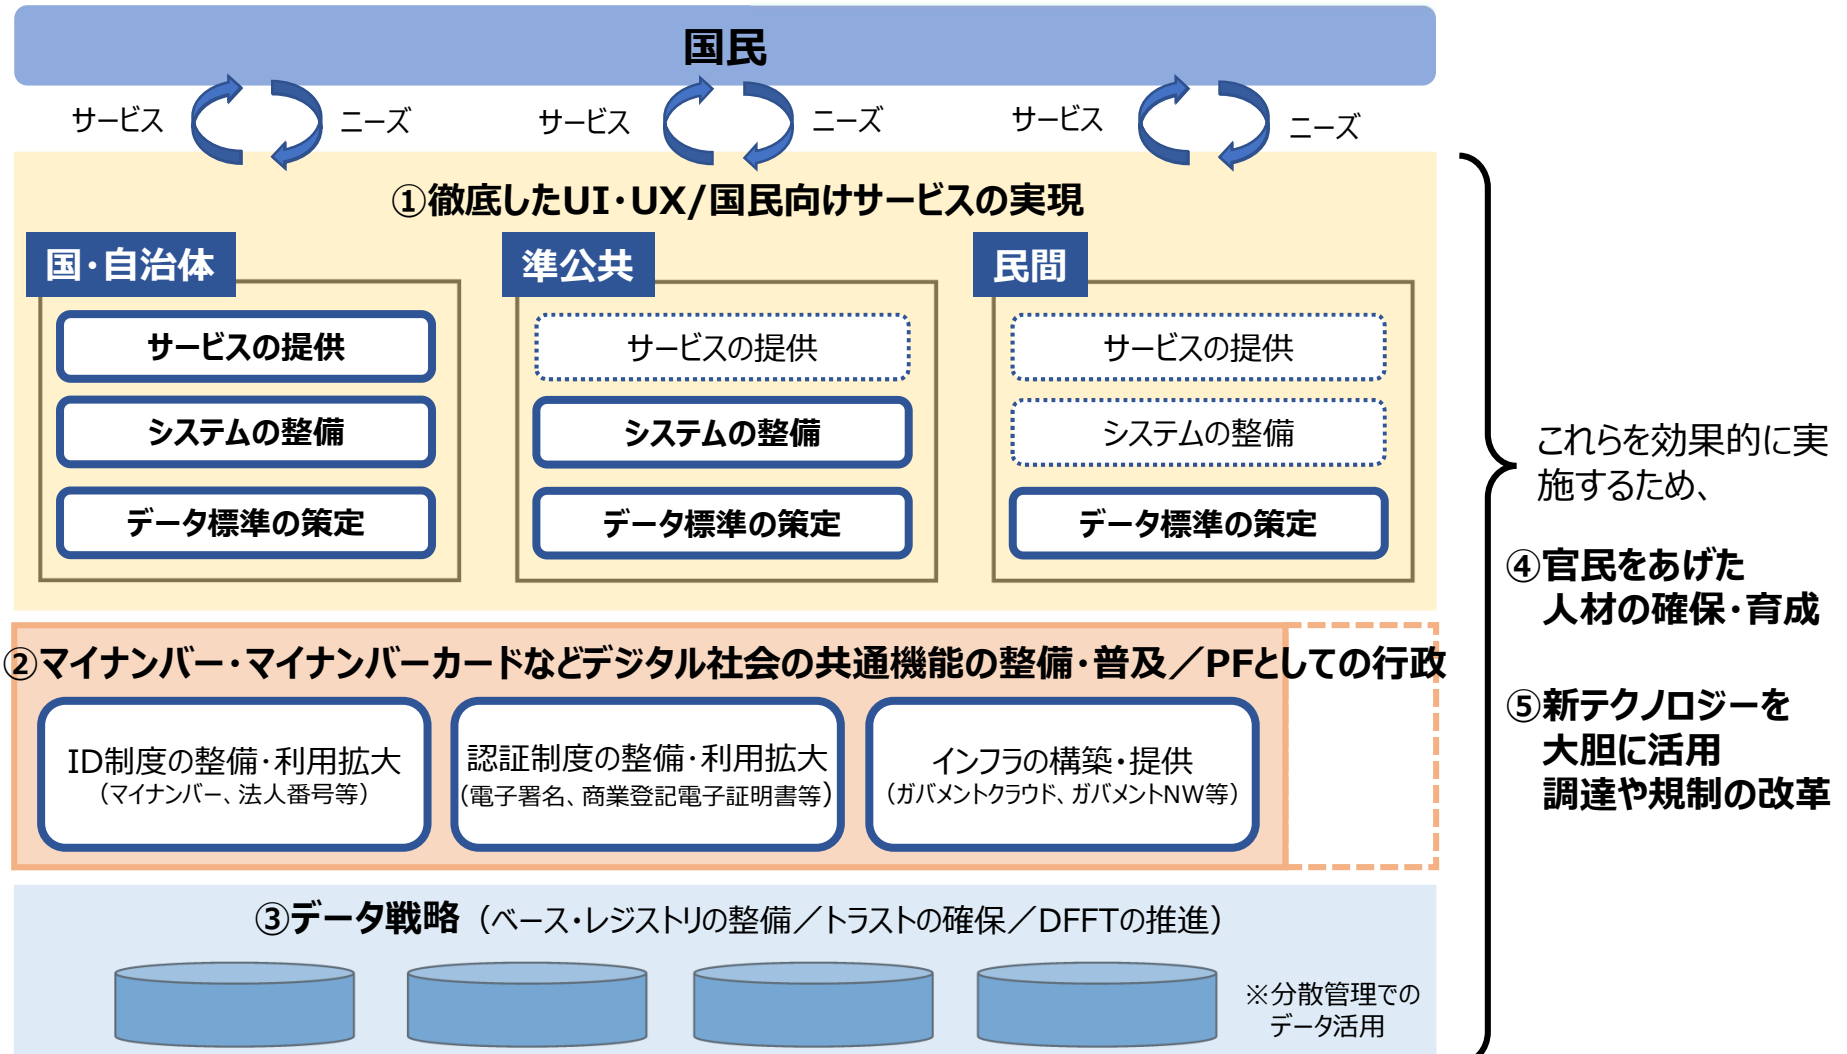 国民
サービス
ニーズ
サービス
ニーズ
サービス
ニーズ
①徹底したUI・UX/国民向けサービスの実現
国・自治体
サービスの提供
システムの整備
データ標準の策定
準公共
サービスの提供
システムの整備
データ標準の策定
民間
サービスの提供
システムの整備
データ標準の策定
②マイナンバー・マイナンバーカードなどデジタル社会の共通機能の整備・普及／PFとしての行政
ID制度の整備・利用拡大
（マイナンバー、法人番号等）
認証制度の整備・利用拡大
（電子署名、商業登記電子証明書等）
インフラの構築・提供
（ガバメントクラウド、ガバメントNW等）
③データ戦略（ベース・レジストリの整備／トラストの確保／DFFTの推進）
※分散管理での
データ活用
これらを効果的に実
施するため、
④官民をあげた
人材の確保・育成
⑤新テクノロジーを
大胆に活用
調達や規制の改革